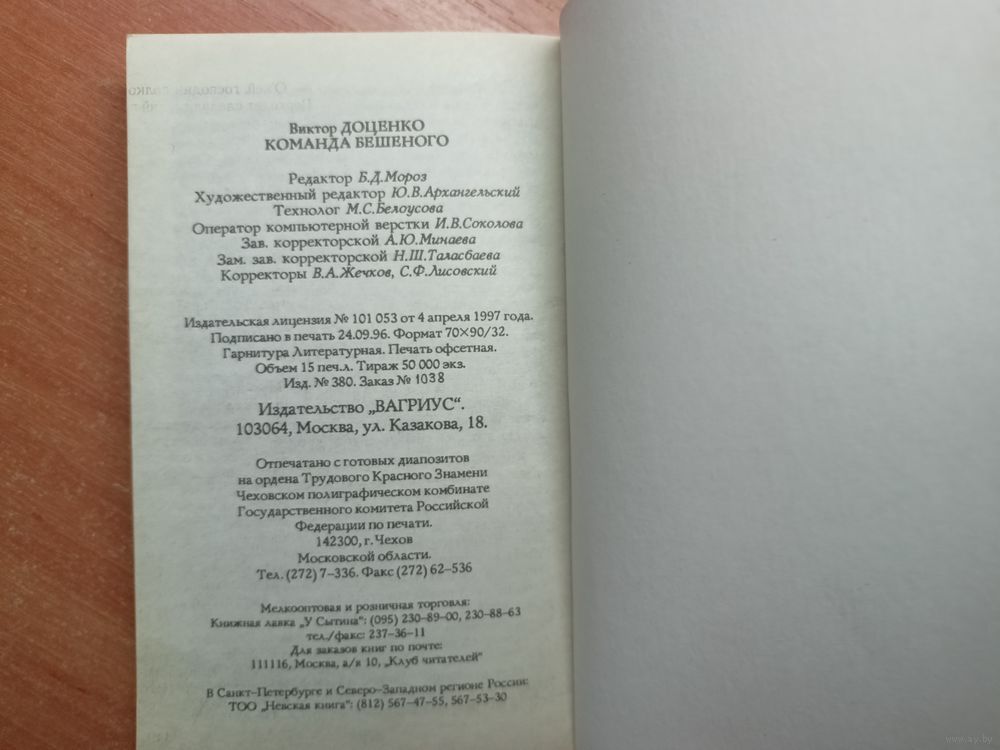 Виктор ДОЦЕНКО
КОМАНДА БЕШЕНОГО
Редактор Б.Д.Мороз
Художественный редактор Ю.В.Архангельский
Технолог М.С.Белоусова
Оператор компьютерной верстки И.В.Соколова
Зав. корректорской А.Ю.Минаева
Зам. зав. корректорской Н.Ш.Таласбаева
Корректоры В.А.Жечков, С.Ф.Лисовский
Издательская лицензия № 101 053 от 4 апреля 1997 года.
Подписано в печать 24.09.96. Формат 70×90/32.
Гарнитура Литературная. Печать офсетная.
Объем 15 печ.л. Тираж 50 000 экз.
Изд. № 380. Заказ № 1038
Издательство „ВАГРИУС“.
103064, Москва, ул. Казакова, 18.
Отпечатано с готовых диапозитов
на ордена Трудового Красного Знамени
Чеховском полиграфическом комбинате
Государственного комитета Российской
Федерации по печати.
142300, г. Чехов
Московской области.
Тел. (272) 7–336. Факс (272) 62–536
Мелкооптовая и розничная торговля:
Книжная лавка „У Сытина“: (095) 230–89–00, 230–88–63
тел./факс: 237–36–11
Для заказов книг по почте:
111116, Москва, а/я 10, „Клуб читателей“
В Санкт–Петербурге и Северо–Западном регионе России:
ТОО „Невская книга“: (812) 567–47–55, 567–53–30
www.ay.by